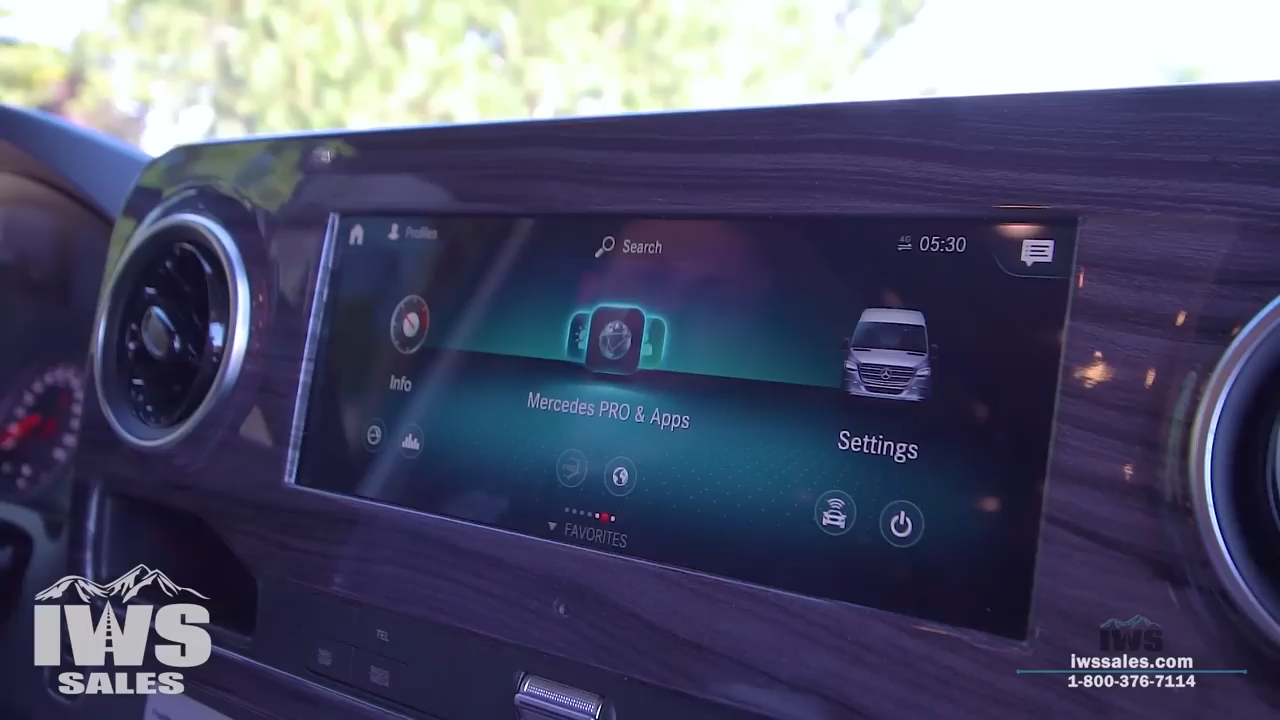 Profiles
Search
4G
05:30
Info
Mercedes PRO & Apps
Settings
FAVORITES
TEL
IWS
SALES
IWS
iwssales.com
1-800-376-7114